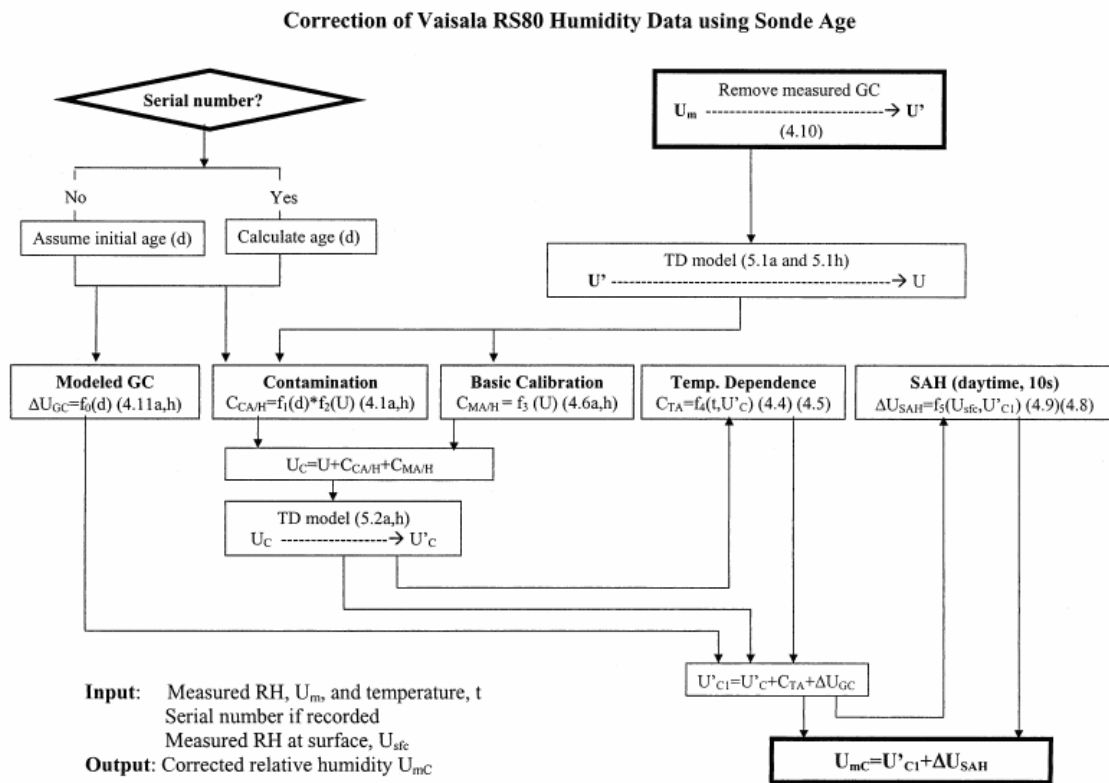 Correction of Vaisala RS80 Humidity Data using Sonde Age
Serial number?
Remove measured GC
Um ----------------------------→ U'
(4.10)
No
Yes
Assume initial age (d)
Calculate age (d)
TD model (5.1a and 5.1h)
U' ----------------------------------------→ U
Modeled GC
ΔUGC=f0(d) (4.11a,h)
Contamination
CCA/H=f1(d)*f2(U) (4.1a,h)
Basic Calibration
CMA/H = f3 (U) (4.6a,h)
Temp. Dependence
CTA=f4(t,U'C) (4.4) (4.5)
SAH (daytime, 10s)
ΔUSAH=f5(Usfc,U'C1) (4.9)(4.8)
UC=U+CCA/H+CMA/H
TD model (5.2a,h)
UC ----------------→ U'C
U'C1=U'C+CTA+ΔUGC
UmC=U'C1+ΔUSAH
Input: Measured RH, Um, and temperature, t
Serial number if recorded
Measured RH at surface, Usfc
Output: Corrected relative humidity UmC